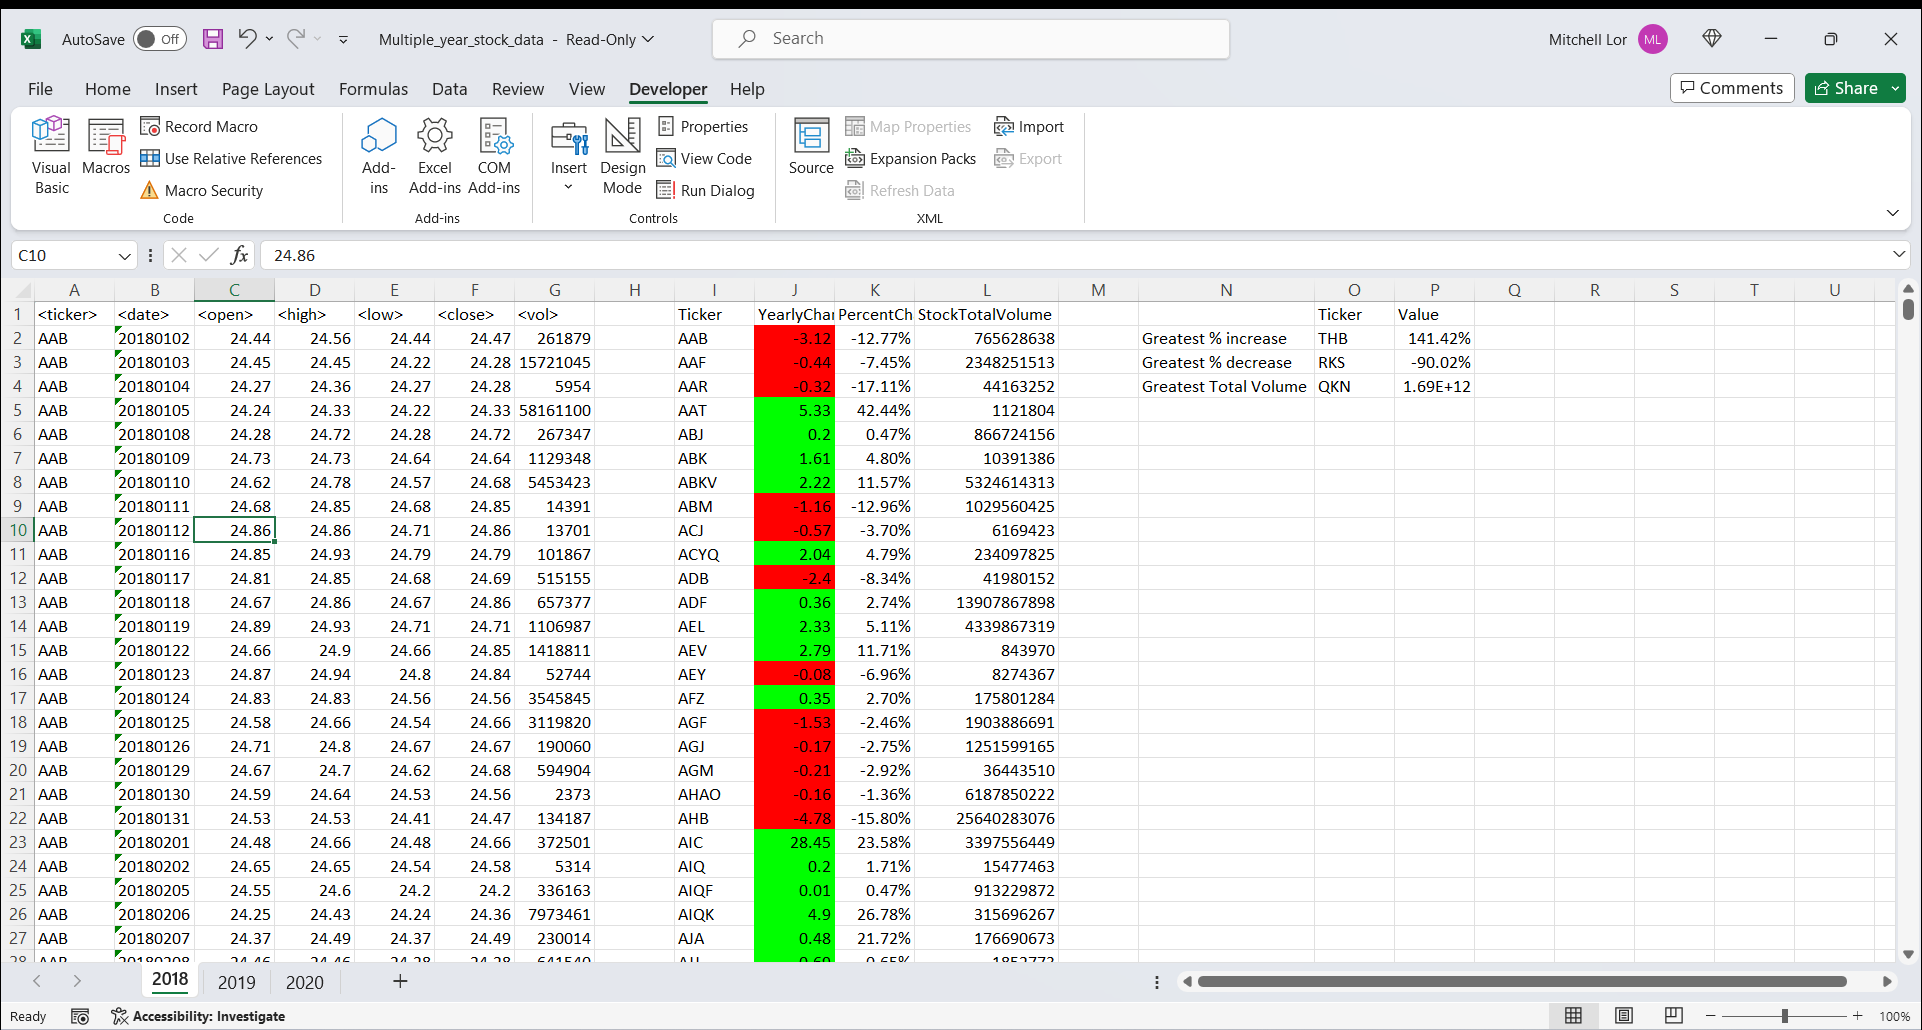 AutoSave Off Multiple_year_stock_data - Read-Only Search Mitchell Lor ML
File Home Insert Page Layout Formulas Data Review View Developer Help Comments Share
Visual Basic Macros Record Macro Use Relative References Macro Security Code
Add-ins Excel Add-ins COM Add-ins Add-ins
Insert Design Mode Properties View Code Run Dialog Controls
Source Map Properties Expansion Packs Refresh Data Import Export XML
C10 fx 24.86
A B C D E F G H I J K L M N O P Q R S T U
1 <ticker> <date> <open> <high> <low> <close> <vol> Ticker YearlyChar PercentCh StockTotalVolume Ticker Value
2 AAB 20180102 24.44 24.56 24.44 24.47 261879 AAB -3.12 -12.77% 765628638 Greatest % increase THB 141.42%
3 AAB 20180103 24.45 24.45 24.22 24.28 15721045 AAF -0.44 -7.45% 2348251513 Greatest % decrease RKS -90.02%
4 AAB 20180104 24.27 24.36 24.27 24.28 5954 AAR -0.32 -17.11% 44163252 Greatest Total Volume QKN 1.69E+12
5 AAB 20180105 24.24 24.33 24.22 24.33 58161100 AAT 5.33 42.44% 1121804
6 AAB 20180108 24.28 24.72 24.28 24.72 267347 ABJ 0.2 0.47% 866724156
7 AAB 20180109 24.73 24.73 24.64 24.64 1129348 ABK 1.61 4.80% 10391386
8 AAB 20180110 24.62 24.78 24.57 24.68 5453423 ABKV 2.22 11.57% 5324614313
9 AAB 20180111 24.68 24.85 24.68 24.85 14391 ABM -1.16 -12.96% 1029560425
10 AAB 20180112 24.86 24.86 24.71 24.86 13701 ACJ -0.57 -3.70% 6169423
11 AAB 20180116 24.85 24.93 24.79 24.79 101867 ACYQ 2.04 4.79% 234097825
12 AAB 20180117 24.81 24.85 24.68 24.69 515155 ADB -2.4 -8.34% 41980152
13 AAB 20180118 24.67 24.86 24.67 24.86 657377 ADF 0.36 2.74% 13907867898
14 AAB 20180119 24.89 24.93 24.71 24.71 1106987 AEL 2.33 5.11% 4339867319
15 AAB 20180122 24.66 24.9 24.66 24.85 1418811 AEV 2.79 11.71% 843970
16 AAB 20180123 24.87 24.94 24.8 24.84 52744 AEY -0.08 -6.96% 8274367
17 AAB 20180124 24.83 24.83 24.56 24.56 3545845 AFZ 0.35 2.70% 175801284
18 AAB 20180125 24.58 24.66 24.54 24.66 3119820 AGF -1.53 -2.46% 1903886691
19 AAB 20180126 24.71 24.8 24.67 24.67 190060 AGJ -0.17 -2.75% 1251599165
20 AAB 20180129 24.67 24.7 24.62 24.68 594904 AGM -0.21 -2.92% 36443510
21 AAB 20180130 24.59 24.64 24.53 24.56 2373 AHAO -0.16 -1.36% 6187850222
22 AAB 20180131 24.53 24.53 24.41 24.47 134187 AHB -4.78 -15.80% 25640283076
23 AAB 20180201 24.48 24.66 24.48 24.66 372501 AIC 28.45 23.58% 3397556449
24 AAB 20180202 24.65 24.65 24.54 24.58 5314 AIQ 0.2 1.71% 15477463
25 AAB 20180205 24.55 24.6 24.2 24.2 336163 AIQF 0.01 0.47% 913229872
26 AAB 20180206 24.25 24.43 24.24 24.36 7973461 AIQK 4.9 26.78% 315696267
27 AAB 20180207 24.37 24.49 24.37 24.49 230014 AJA 0.48 21.72% 176690673
2018 2019 2020
Ready Accessibility: Investigate 100%